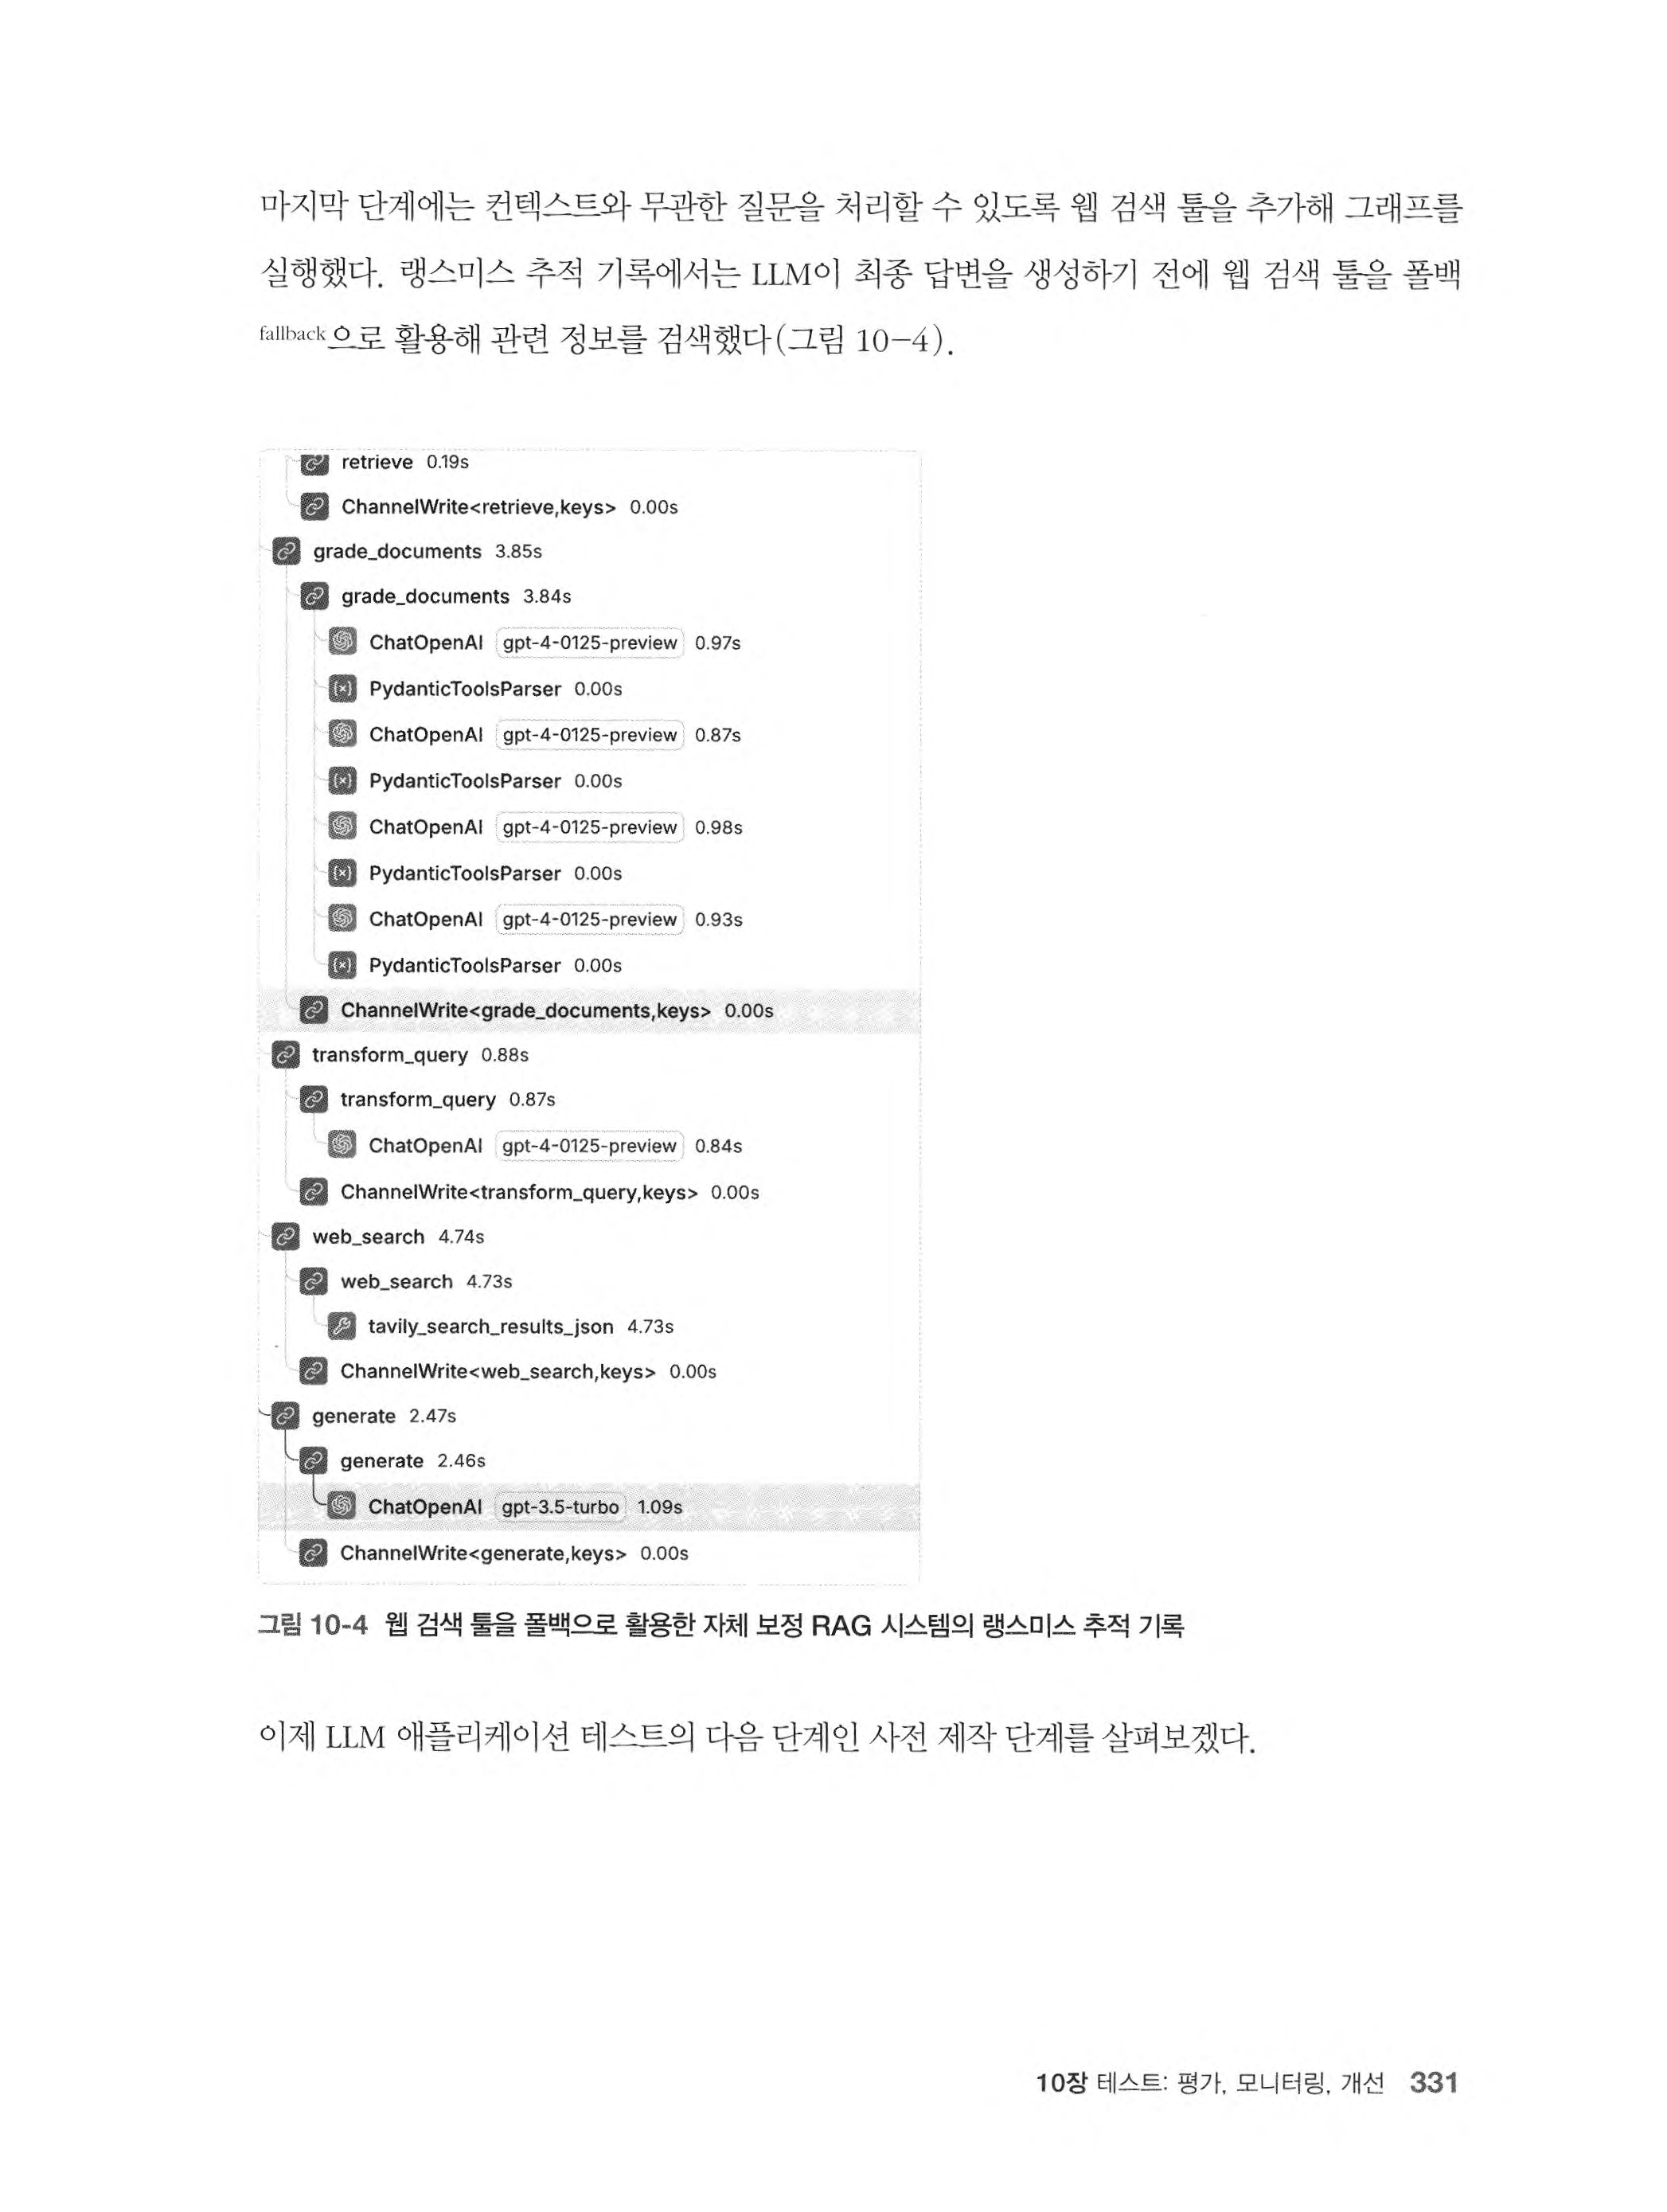 마지막 단계에는 컨텍스트와 무관한 질문을 처리할 수 있도록 웹 검색 툴을 추가해 그래프를
실행했다. 랭스미스 추적 기록에서는 LLM이 최종 답변을 생성하기 전에 웹 검색 툴을 폴백
fallback으로 활용해 관련 정보를 검색했다(그림 10-4).
retrieve 0.19s
ChannelWrite<retrieve,keys> 0.00s
grade_documents 3.85s
grade_documents 3.84s
ChatOpenAI gpt-4-0125-preview 0.97s
PydanticToolsParser 0.00s
ChatOpenAI gpt-4-0125-preview 0.87s
PydanticToolsParser 0.00s
ChatOpenAI gpt-4-0125-preview 0.98s
PydanticToolsParser 0.00s
ChatOpenAI gpt-4-0125-preview 0.93s
PydanticToolsParser 0.00s
ChannelWrite<grade_documents,keys> 0.00s
transform_query 0.88s
transform_query 0.87s
ChatOpenAI gpt-4-0125-preview 0.84s
ChannelWrite<transform_query,keys> 0.00s
web_search 4.74s
web_search 4.73s
tavily_search_results_json 4.73s
ChannelWrite<web_search,keys> 0.00s
generate 2.47s
generate 2.46s
ChatOpenAI gpt-3.5-turbo 1.09s
ChannelWrite<generate,keys> 0.00s
그림 10-4 웹 검색 툴을 폴백으로 활용한 자체 보정 RAG 시스템의 랭스미스 추적 기록
이제 LLM 애플리케이션 테스트의 다음 단계인 사전 제작 단계를 살펴보겠다.
10장 테스트: 평가, 모니터링, 개선 331